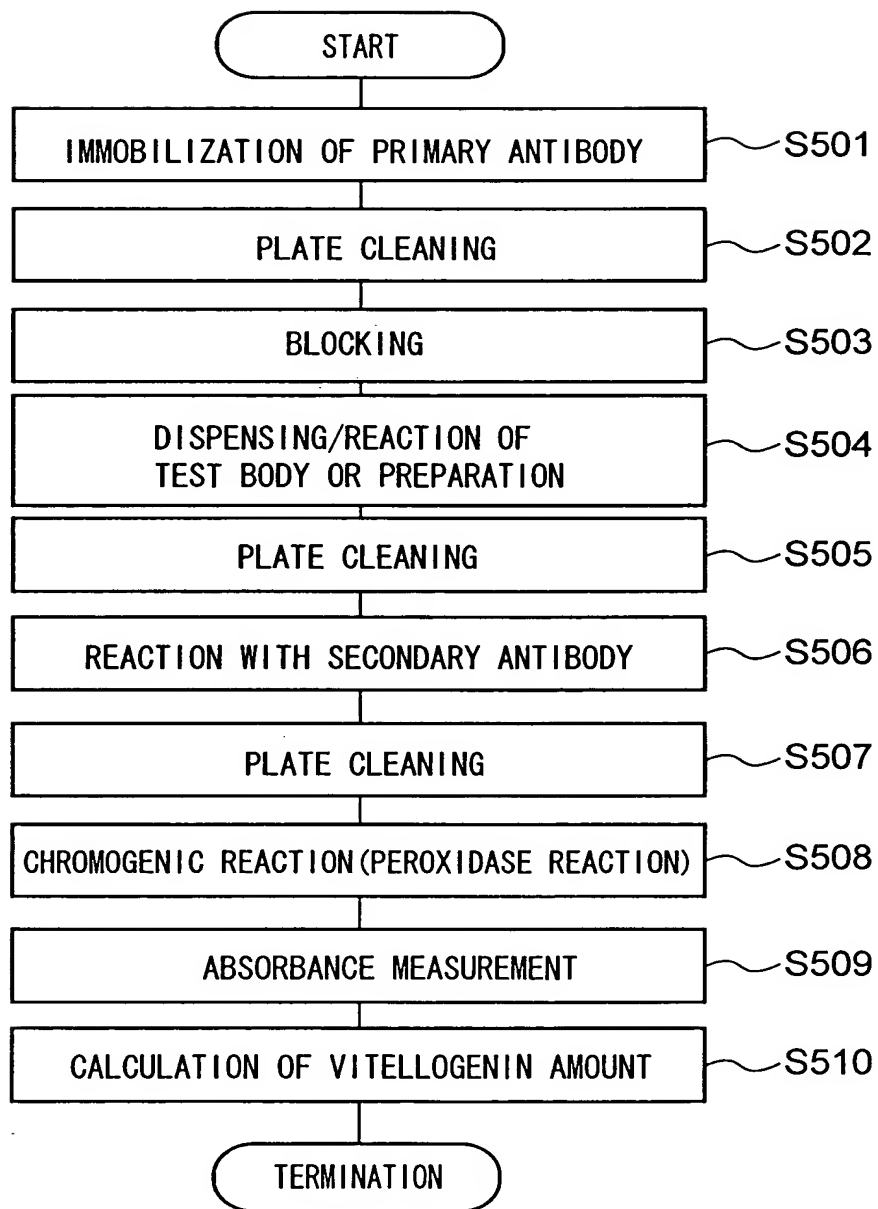 START
IMMOBILIZATION OF PRIMARY ANTIBODY
S501
PLATE CLEANING
S502
BLOCKING
S503
DISPENSING/REACTION OF
TEST BODY OR PREPARATION
S504
PLATE CLEANING
S505
REACTION WITH SECONDARY ANTIBODY
S506
PLATE CLEANING
S507
CHROMOGENIC REACTION(PEROXIDASE REACTION)
S508
ABSORBANCE MEASUREMENT
S509
CALCULATION OF VITELLOGENIN AMOUNT
S510
TERMINATION